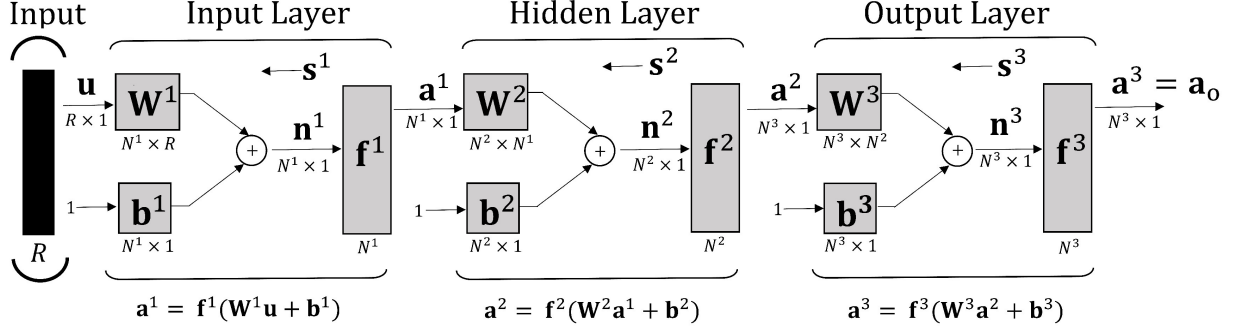 Input Input Layer Hidden Layer Output Layer
s¹ s² s³
u W¹ a¹ W² a² W³ a³ = aₒ
R × 1 N¹ × 1 N³ × 1 N³ × 1
N¹ × R n¹ N² × N¹ n² N³ × N² n³
+ N¹ × 1 f¹ + N² × 1 f² + N³ × 1 f³
1 b¹ 1 b² 1 b³
R N¹ × 1 N¹ N² × 1 N² N³ × 1 N³
a¹ = f¹(W¹u + b¹) a² = f²(W²a¹ + b²) a³ = f³(W³a² + b³)